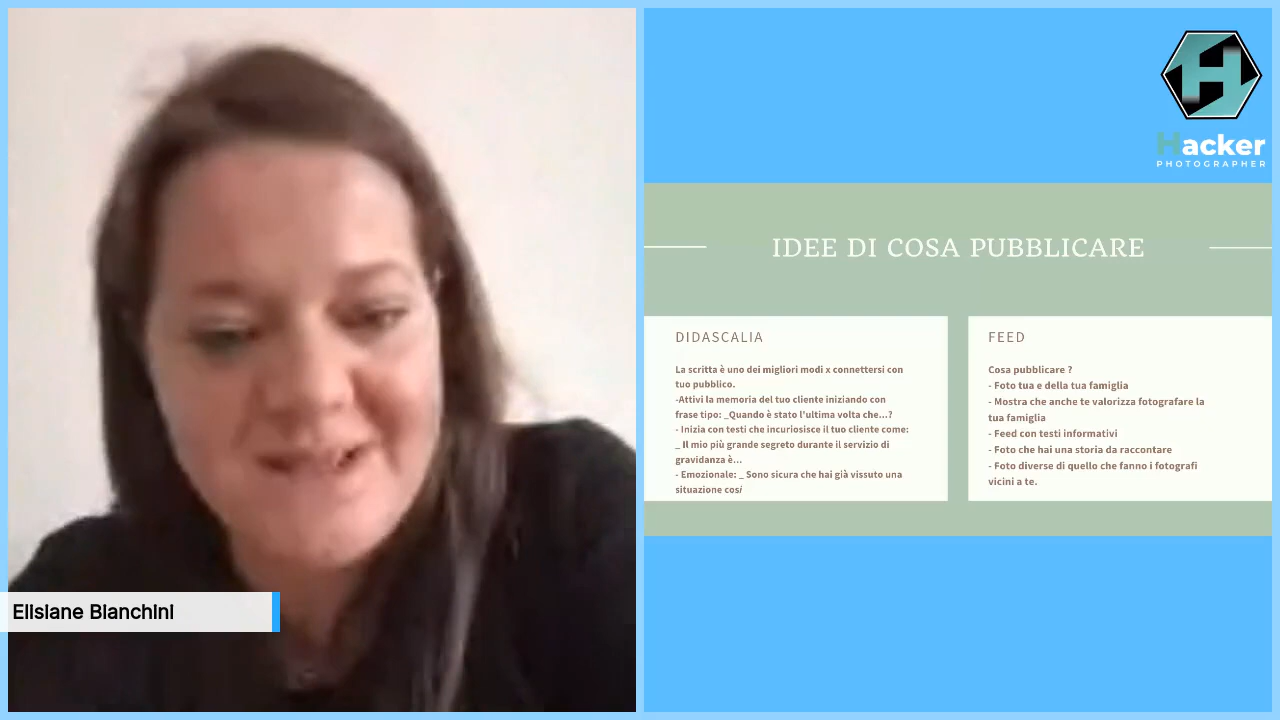 Elisiane Bianchini
H
Hacker
PHOTOGRAPHER
IDEE DI COSA PUBBLICARE
DIDASCALIA
La scritta è uno dei migliori modi x connettersi con
tuo pubblico.
-Attivi la memoria del tuo cliente iniziando con
frase tipo: _Quando è stato l'ultima volta che...?
- Inizia con testi che incuriosisce il tuo cliente come:
_ Il mio più grande segreto durante il servizio di
gravidanza è...
- Emozionale: _ Sono sicura che hai già vissuto una
situazione così
FEED
Cosa pubblicare ?
- Foto tua e della tua famiglia
- Mostra che anche te valorizza fotografare la
tua famiglia
- Feed con testi informativi
- Foto che hai una storia da raccontare
- Foto diverse di quello che fanno i fotografi
vicini a te.